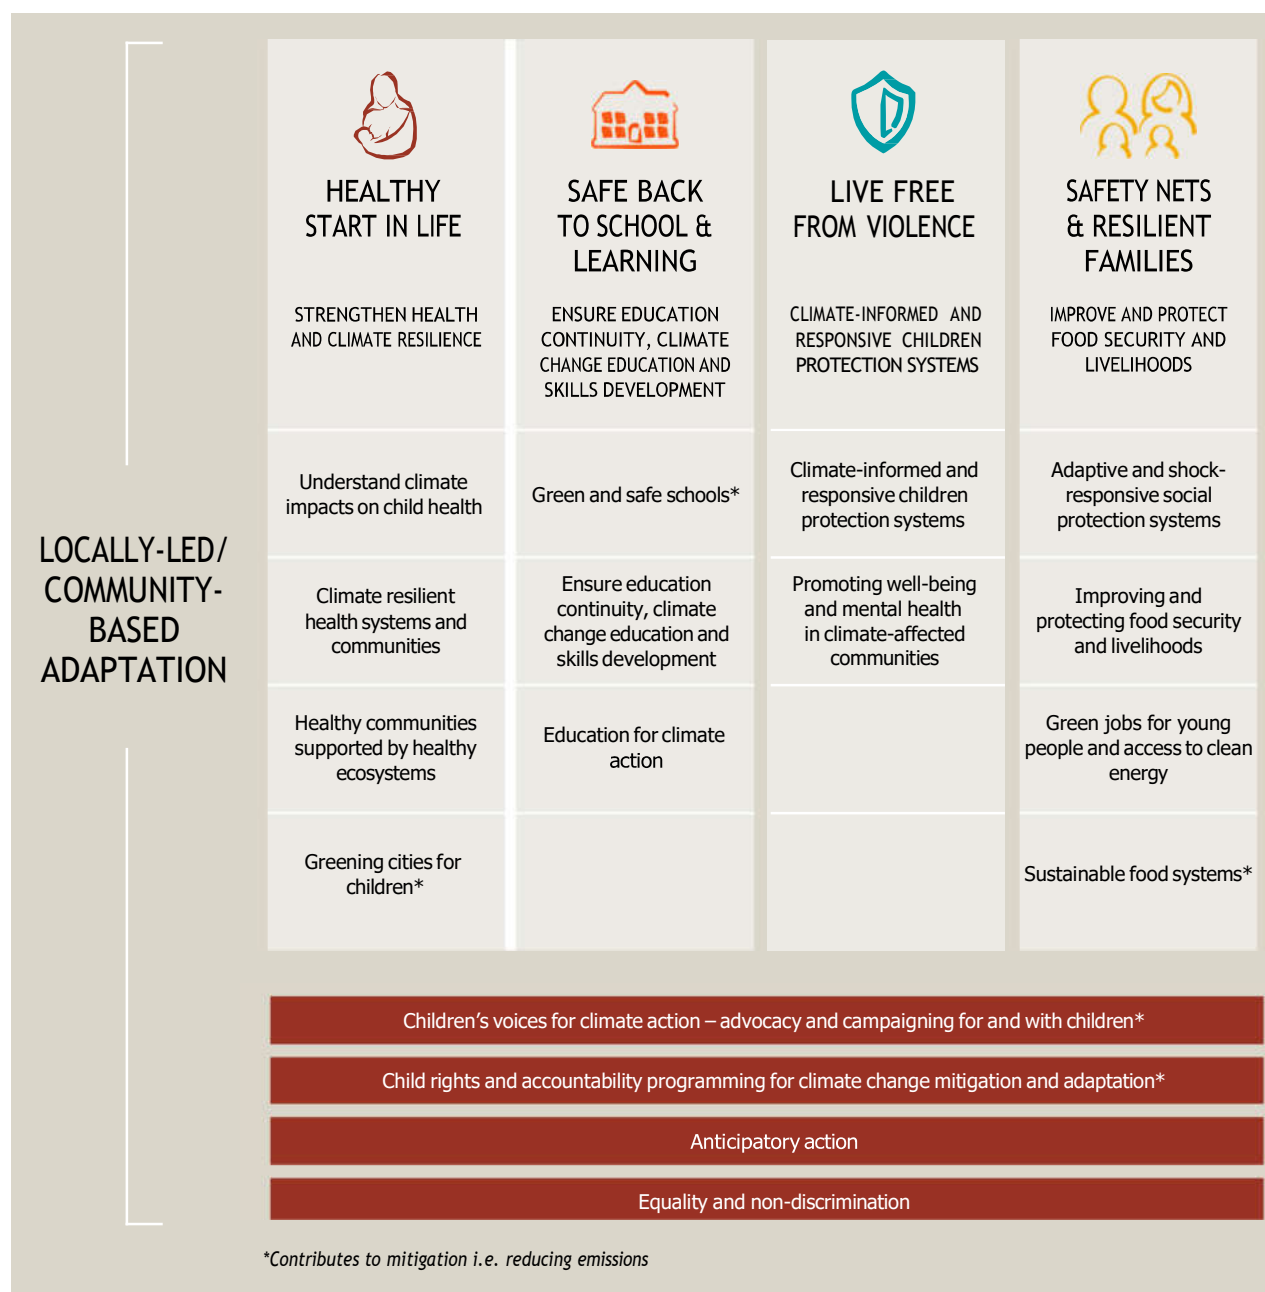 LOCALLY-LED/
COMMUNITY-
BASED
ADAPTATION
HEALTHY
START IN LIFE
STRENGTHEN HEALTH
AND CLIMATE RESILIENCE
Understand climate
impacts on child health
Climate resilient
health systems and
communities
Healthy communities
supported by healthy
ecosystems
Greening cities for
children*
SAFE BACK
TO SCHOOL &
LEARNING
ENSURE EDUCATION
CONTINUITY, CLIMATE
CHANGE EDUCATION AND
SKILLS DEVELOPMENT
Green and safe schools*
Ensure education
continuity, climate
change education and
skills development
Education for climate
action
LIVE FREE
FROM VIOLENCE
CLIMATE-INFORMED AND
RESPONSIVE CHILDREN
PROTECTION SYSTEMS
Climate-informed and
responsive children
protection systems
Promoting well-being
and mental health
in climate-affected
communities
SAFETY NETS
& RESILIENT
FAMILIES
IMPROVE AND PROTECT
FOOD SECURITY AND
LIVELIHOODS
Adaptive and shock-
responsive social
protection systems
Improving and
protecting food security
and livelihoods
Green jobs for young
people and access to clean
energy
Sustainable food systems*
Children’s voices for climate action – advocacy and campaigning for and with children*
Child rights and accountability programming for climate change mitigation and adaptation*
Anticipatory action
Equality and non-discrimination
*Contributes to mitigation i.e. reducing emissions